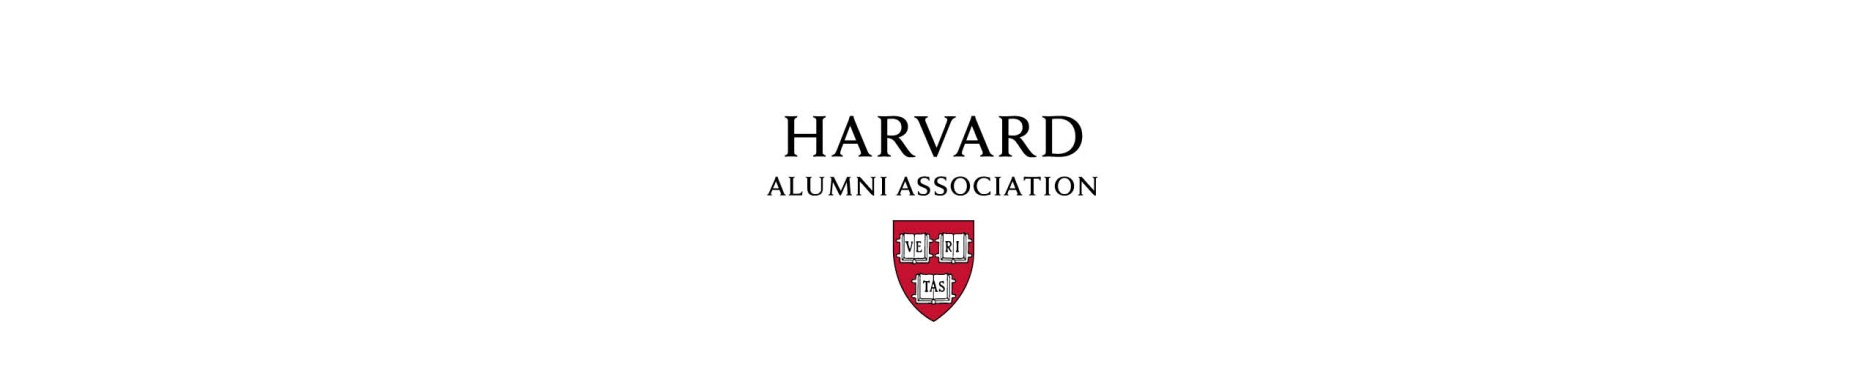 HARVARD
ALUMNI ASSOCIATION
VE RI
TAS